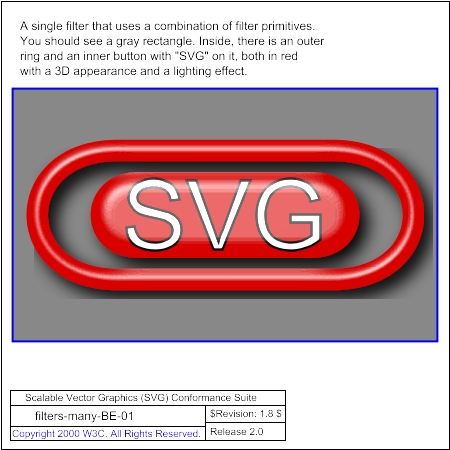 A single filter that uses a combination of filter primitives.
You should see a gray rectangle. Inside, there is an outer
ring and an inner button with "SVG" on it, both in red
with a 3D appearance and a lighting effect.
SVG
Scalable Vector Graphics (SVG) Conformance Suite
filters-many-BE-01
$Revision: 1.8 $
Copyright 2000 W3C. All Rights Reserved.
Release 2.0